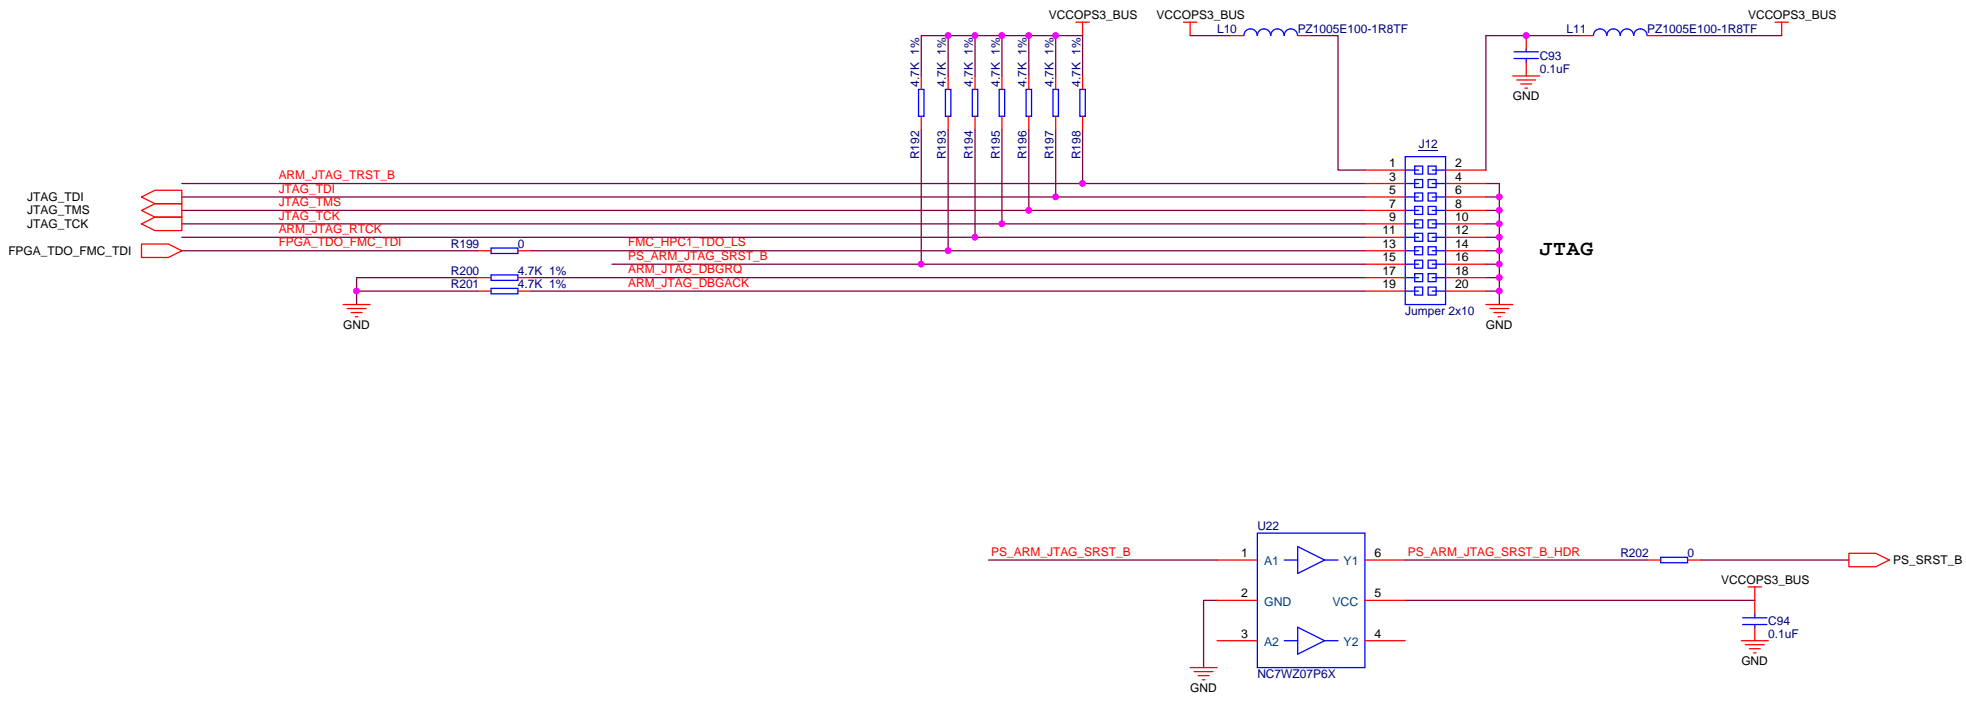 VCCOPS3_BUS
VCCOPS3_BUS
VCCOPS3_BUS
L10
PZ1005E100-1R8TF
L11
PZ1005E100-1R8TF
4.7K 1%
4.7K 1%
4.7K 1%
4.7K 1%
4.7K 1%
4.7K 1%
4.7K 1%
C93
0.1uF
GND
R192
R193
R194
R195
R196
R197
R198
J12
1
2
ARM_JTAG_TRST_B
3
4
JTAG_TDI
JTAG_TDI
5
6
JTAG_TMS
JTAG_TMS
7
8
JTAG_TCK
JTAG_TCK
9
10
ARM_JTAG_RTCK
11
12
FPGA_TDO_FMC_TDI
FPGA_TDO_FMC_TDI
R199
0
FMC_HPC1_TDO_LS
13
14
JTAG
PS_ARM_JTAG_SRST_B
15
16
R200
4.7K 1%
ARM_JTAG_DBGRQ
17
18
R201
4.7K 1%
ARM_JTAG_DBGACK
19
20
GND
Jumper 2x10
GND
U22
PS_ARM_JTAG_SRST_B
1
A1
Y1
6
PS_ARM_JTAG_SRST_B_HDR
R202
0
PS_SRST_B
VCCOPS3_BUS
2
GND
VCC
5
C94
0.1uF
3
A2
Y2
4
GND
NC7WZ07P6X
GND